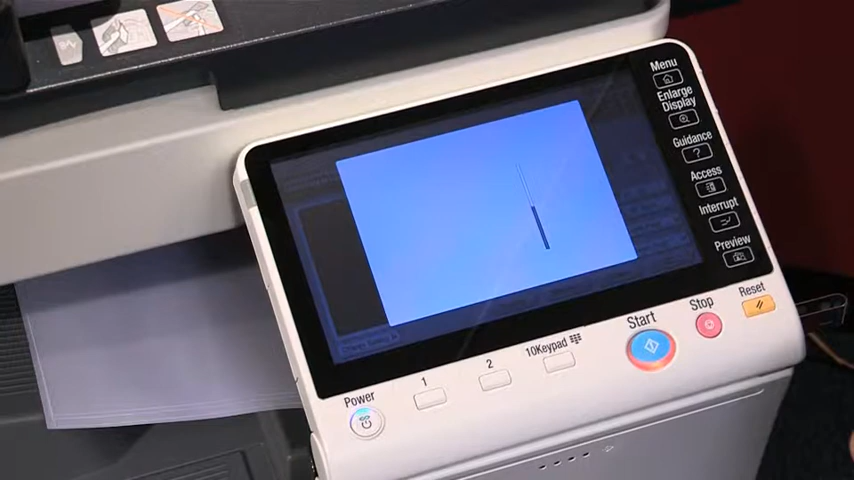 Menu
Enlarge
Display
Guidance
Access
Interrupt
Preview
Reset
Stop
Start
10Keypad
2
1
Power